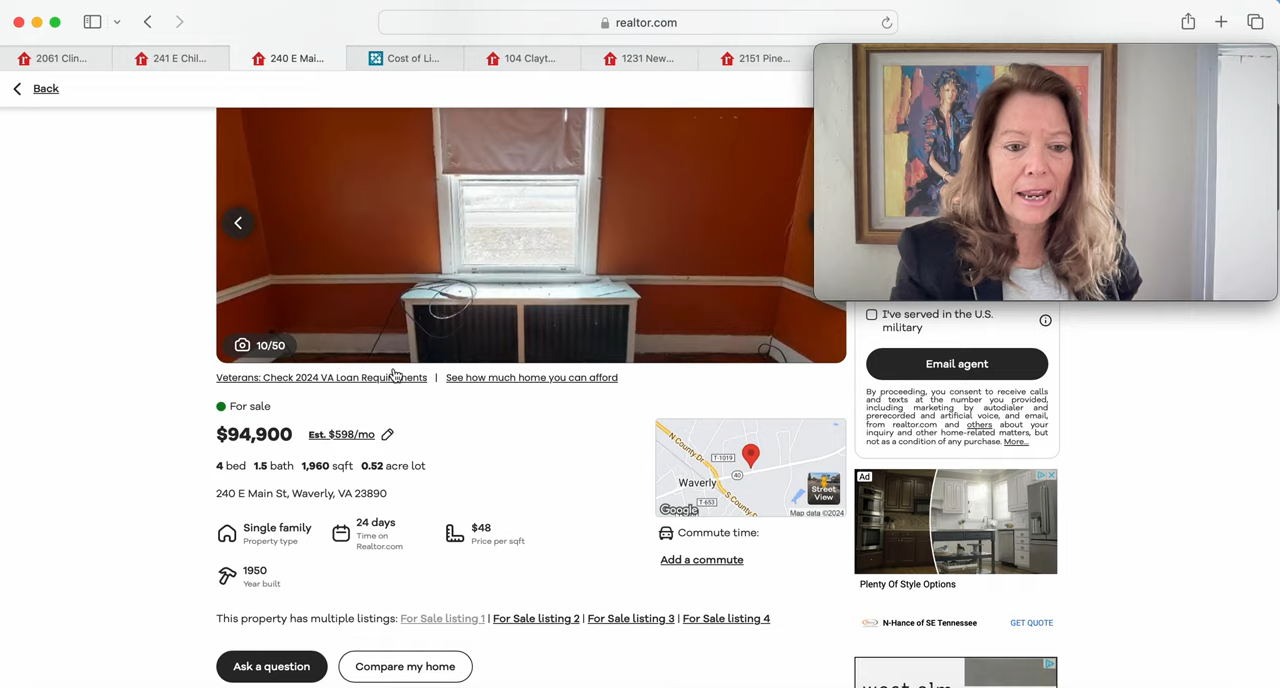 realtor.com
2061 Clin...
241 E Chil...
240 E Mai...
Cost of Li...
104 Clayt...
1231 New...
2151 Pine...
Back
10/50
Veterans: Check 2024 VA Loan Requirements | See how much home you can afford
For sale
$94,900 Est. $598/mo
4 bed 1.5 bath 1,960 sqft 0.52 acre lot
240 E Main St, Waverly, VA 23890
Single family
Property type
24 days
Time on
Realtor.com
$48
Price per sqft
1950
Year built
N County Dr
T-1019
40
Waverly
T-653
S County Dr
Google
Street
View
Map data ©2024
Commute time:
Add a commute
This property has multiple listings: For Sale listing 1 | For Sale listing 2 | For Sale listing 3 | For Sale listing 4
Ask a question
Compare my home
I've served in the U.S.
military
Email agent
By proceeding, you consent to receive calls
and texts at the number you provided,
including marketing by autodialer and
prerecorded and artificial voice, and email,
from realtor.com and others about your
inquiry and other home-related matters, but
not as a condition of any purchase. More...
Ad
Plenty Of Style Options
N-Hance of SE Tennessee
GET QUOTE